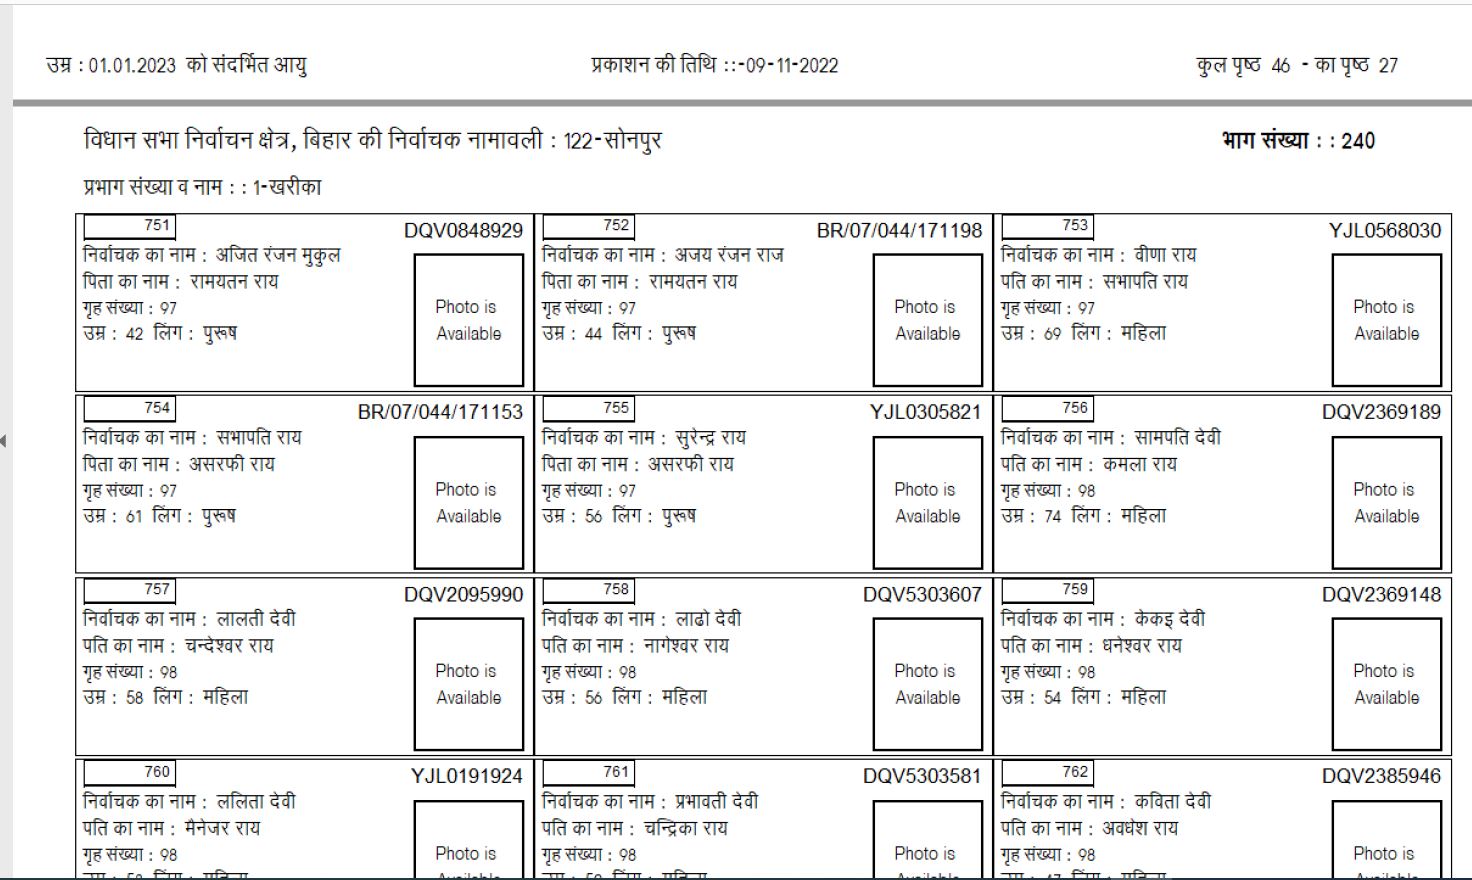 उम्र : 01.01.2023 को संदर्भित आयु प्रकाशन की तिथि ::-09-11-2022 कुल पृष्ठ 46 - का पृष्ठ 27
विधान सभा निर्वाचन क्षेत्र, बिहार की निर्वाचक नामावली : 122-सोनपुर भाग संख्या : : 240
प्रभाग संख्या व नाम : : 1-खरीका
751 DQV0848929
निर्वाचक का नाम : अजित रंजन मुकुल
पिता का नाम : रामयतन राय
गृह संख्या : 97
उम्र : 42 लिंग : पुरूष
Photo is
Available
752 BR/07/044/171198
निर्वाचक का नाम : अजय रंजन राज
पिता का नाम : रामयतन राय
गृह संख्या : 97
उम्र : 44 लिंग : पुरूष
Photo is
Available
753 YJL0568030
निर्वाचक का नाम : वीणा राय
पति का नाम : सभापति राय
गृह संख्या : 97
उम्र : 69 लिंग : महिला
Photo is
Available
754 BR/07/044/171153
निर्वाचक का नाम : सभापति राय
पिता का नाम : असरफी राय
गृह संख्या : 97
उम्र : 61 लिंग : पुरूष
Photo is
Available
755 YJL0305821
निर्वाचक का नाम : सुरेन्द्र राय
पिता का नाम : असरफी राय
गृह संख्या : 97
उम्र : 56 लिंग : पुरूष
Photo is
Available
756 DQV2369189
निर्वाचक का नाम : सामपति देवी
पति का नाम : कमला राय
गृह संख्या : 98
उम्र : 74 लिंग : महिला
Photo is
Available
757 DQV2095990
निर्वाचक का नाम : लालती देवी
पति का नाम : चन्देश्वर राय
गृह संख्या : 98
उम्र : 58 लिंग : महिला
Photo is
Available
758 DQV5303607
निर्वाचक का नाम : लाढो देवी
पति का नाम : नागेश्वर राय
गृह संख्या : 98
उम्र : 56 लिंग : महिला
Photo is
Available
759 DQV2369148
निर्वाचक का नाम : केकइ देवी
पति का नाम : धनेश्वर राय
गृह संख्या : 98
उम्र : 54 लिंग : महिला
Photo is
Available
760 YJL0191924
निर्वाचक का नाम : ललिता देवी
पति का नाम : मैनेजर राय
गृह संख्या : 98
Photo is
761 DQV5303581
निर्वाचक का नाम : प्रभावती देवी
पति का नाम : चन्द्रिका राय
गृह संख्या : 98
Photo is
762 DQV2385946
निर्वाचक का नाम : कविता देवी
पति का नाम : अवधेश राय
गृह संख्या : 98
Photo is